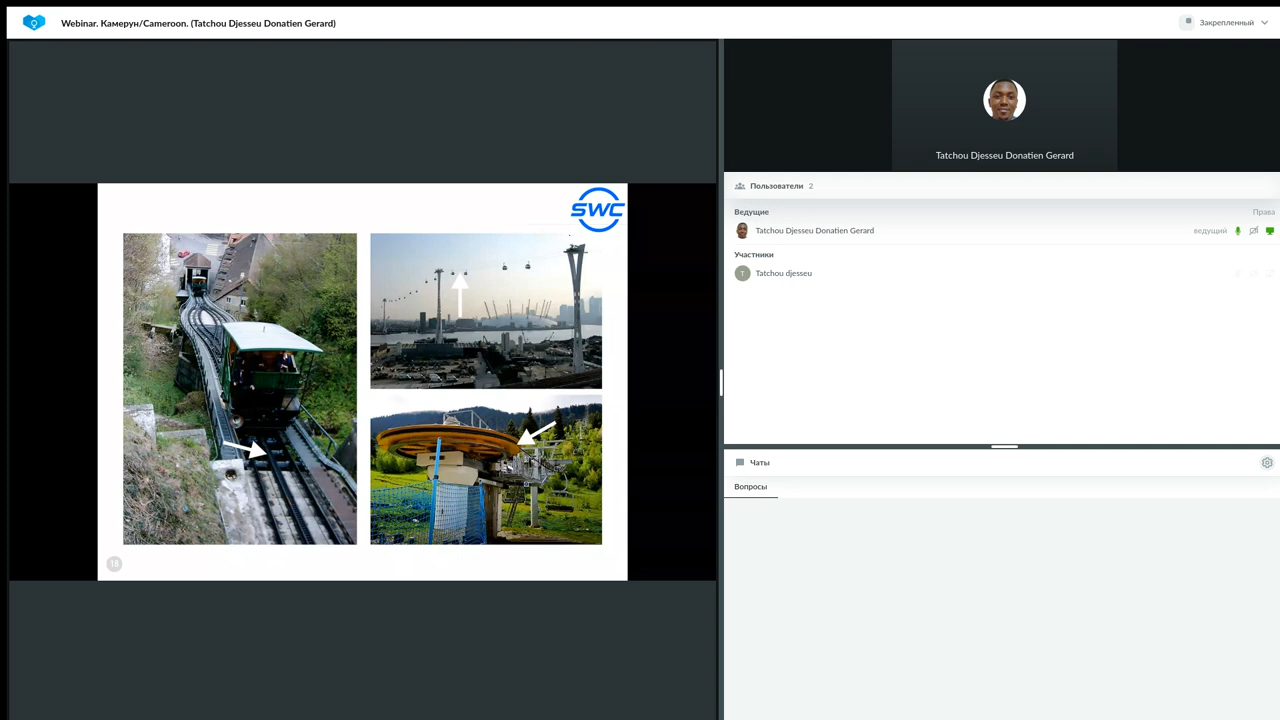 Webinar. Камерун/Cameroon. (Tatchou Djesseu Donatien Gerard)
Закрепленный
SWC
18
Tatchou Djesseu Donatien Gerard
Пользователи 2
Ведущие Права
Tatchou Djesseu Donatien Gerard ведущий
Участники
T Tatchou djesseu
Чаты
Вопросы